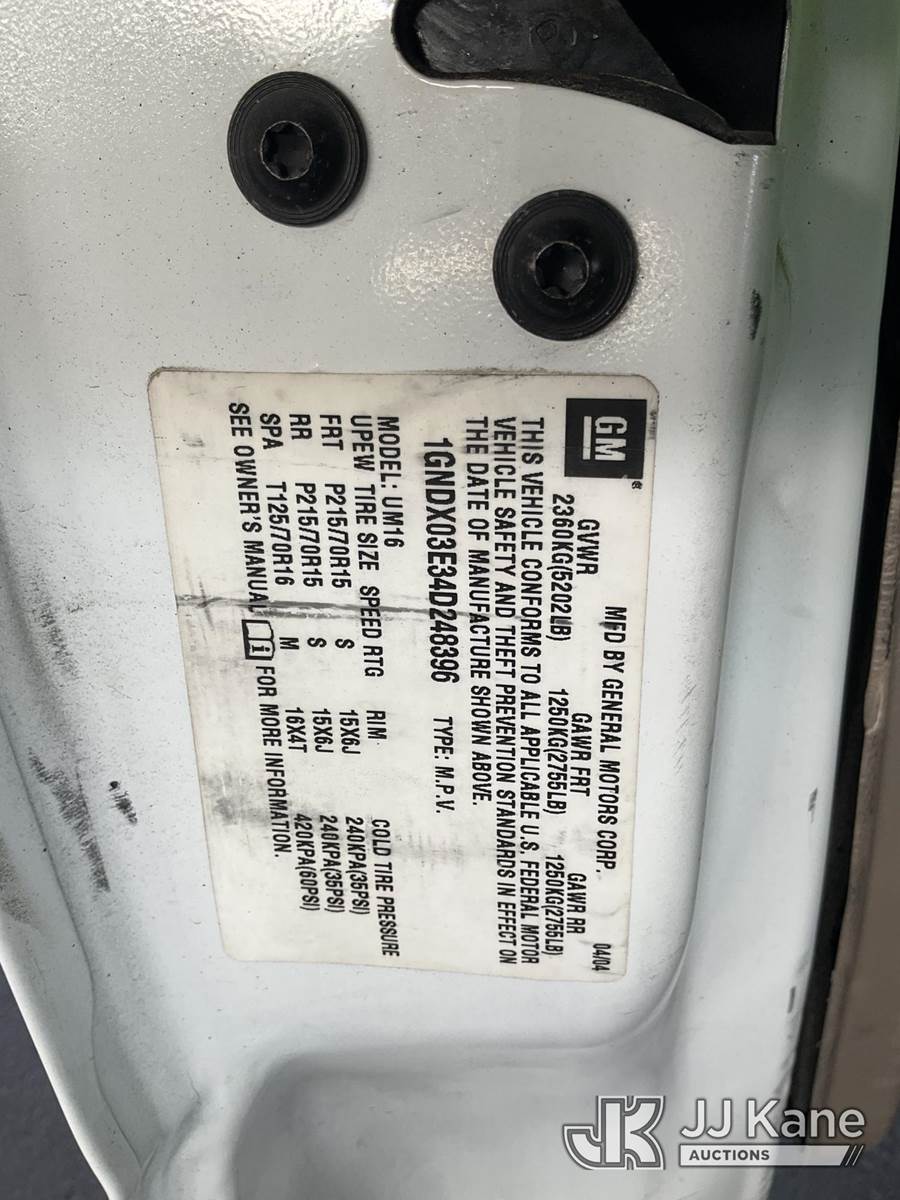 GM
MFD BY GENERAL MOTORS CORP. 04/04
GVWR GAWR FRT GAWR RR
2360KG(5202LB) 1250KG(2755LB) 1250KG(2755LB)
THIS VEHICLE CONFORMS TO ALL APPLICABLE U.S. FEDERAL MOTOR
VEHICLE SAFETY AND THEFT PREVENTION STANDARDS IN EFFECT ON
THE DATE OF MANUFACTURE SHOWN ABOVE.
1GNDX03E34D248396 TYPE: M.P.V.
MODEL: UM16
UPEW TIRE SIZE SPEED RTG RIM COLD TIRE PRESSURE
FRT P215/70R15 S 15X6J 240KPA(35PSI)
RR P215/70R15 S 15X6J 240KPA(35PSI)
SPA T125/70R16 M 16X4T 420KPA(60PSI)
SEE OWNER'S MANUAL i FOR MORE INFORMATION.
JK JJ Kane
AUCTIONS